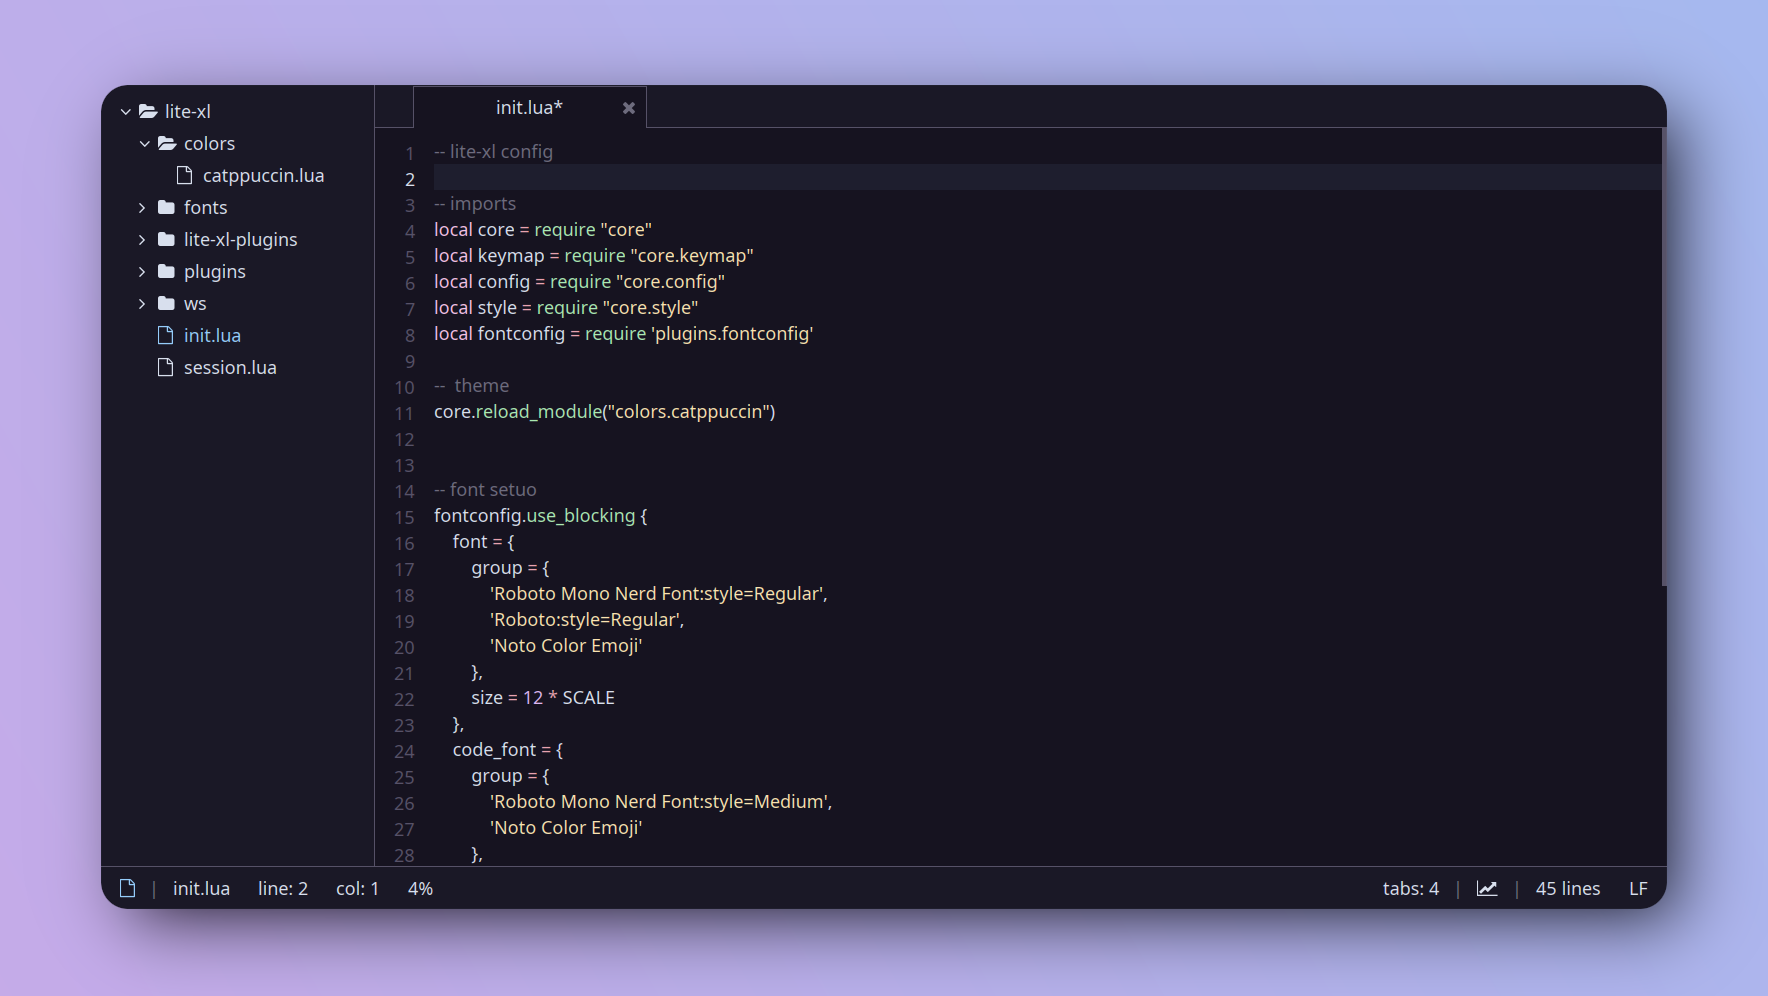 lite-xl
colors
catppuccin.lua
fonts
lite-xl-plugins
plugins
ws
init.lua
session.lua
init.lua*
1 -- lite-xl config
2
3 -- imports
4 local core = require "core"
5 local keymap = require "core.keymap"
6 local config = require "core.config"
7 local style = require "core.style"
8 local fontconfig = require 'plugins.fontconfig'
9
10 --  theme
11 core.reload_module("colors.catppuccin")
12
13
14 -- font setuo
15 fontconfig.use_blocking {
16     font = {
17         group = {
18             'Roboto Mono Nerd Font:style=Regular',
19             'Roboto:style=Regular',
20             'Noto Color Emoji'
21         },
22         size = 12 * SCALE
23     },
24     code_font = {
25         group = {
26             'Roboto Mono Nerd Font:style=Medium',
27             'Noto Color Emoji'
28         },
| init.lua line: 2 col: 1 4% tabs: 4 | | 45 lines LF